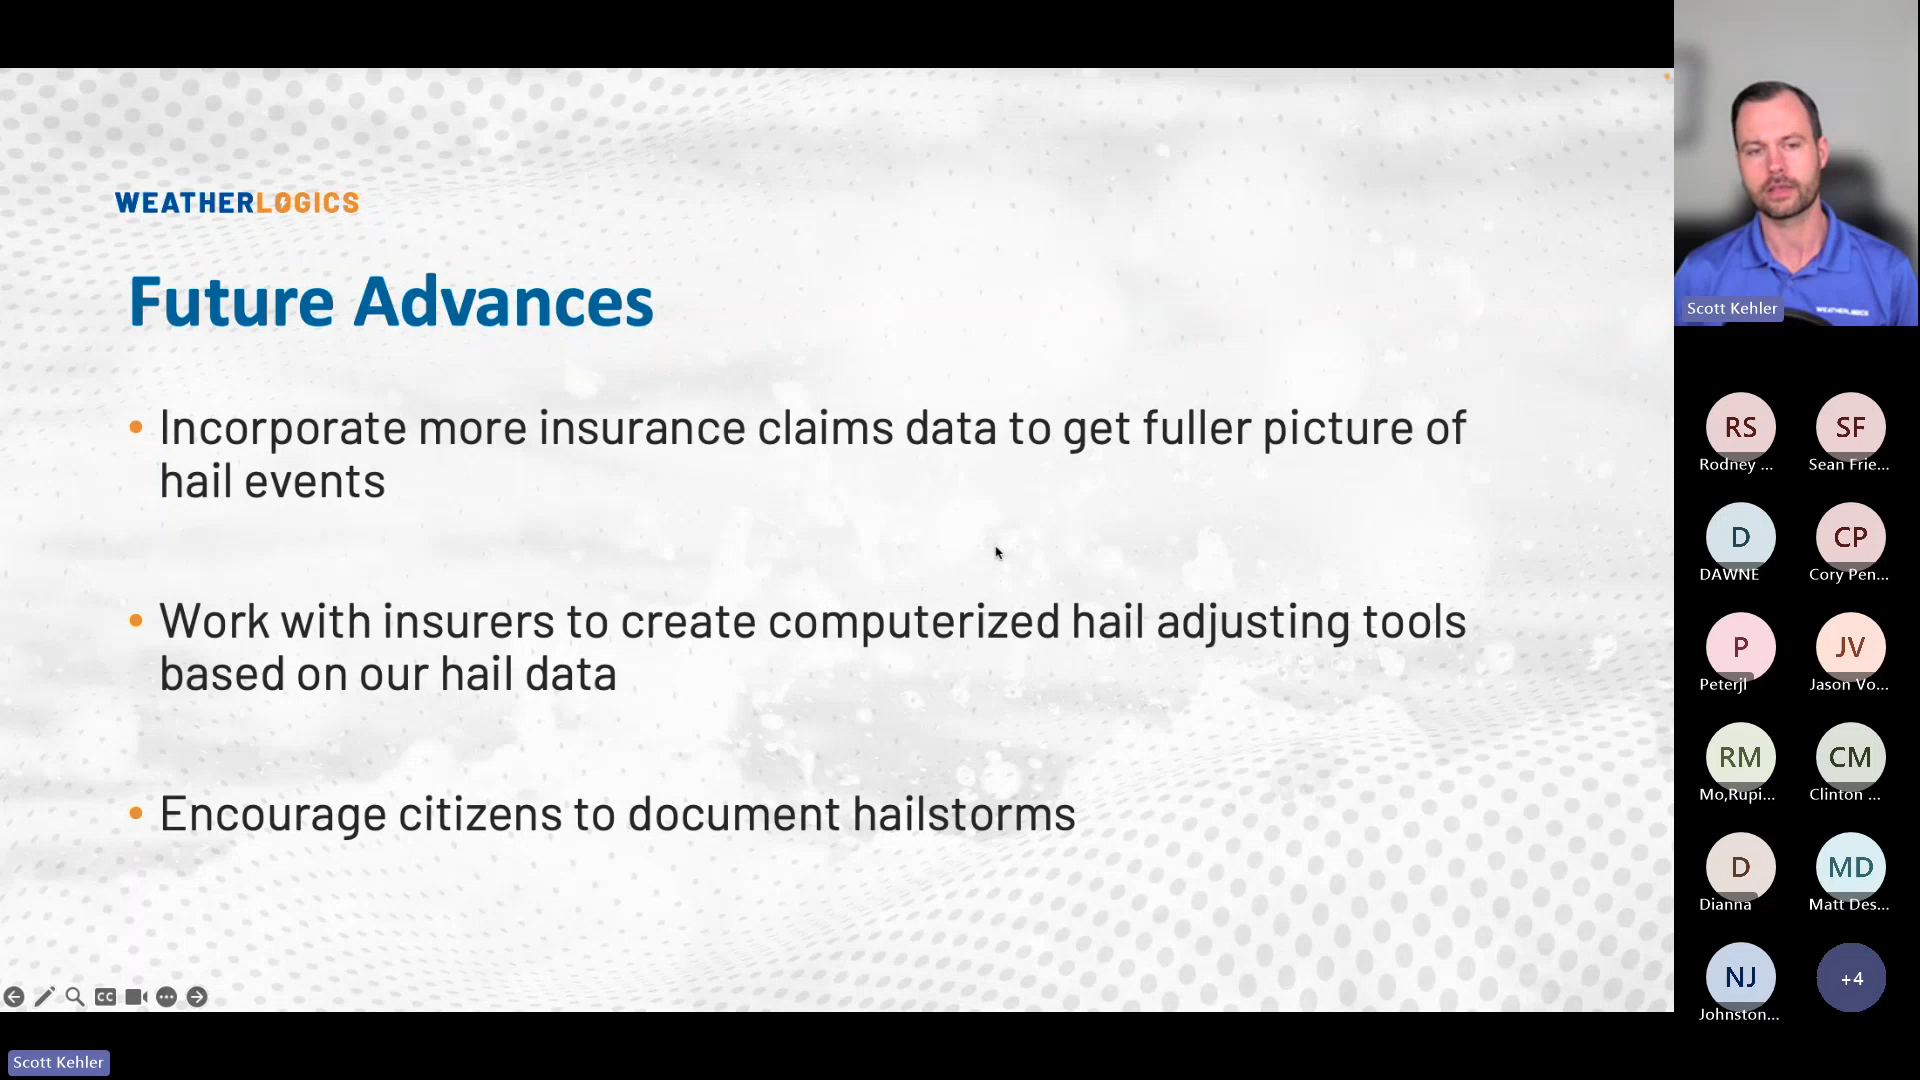 WEATHERLOGICS
Future Advances
• Incorporate more insurance claims data to get fuller picture of
hail events
• Work with insurers to create computerized hail adjusting tools
based on our hail data
• Encourage citizens to document hailstorms
CC
Scott Kehler
WEATHERLOGICS
Scott Kehler
RS
Rodney ...
SF
Sean Frie...
D
DAWNE
CP
Cory Pen...
P
Peterjl
JV
Jason Vo...
RM
Mo,Rupi...
CM
Clinton ...
D
Dianna
MD
Matt Des...
NJ
Johnston...
+4